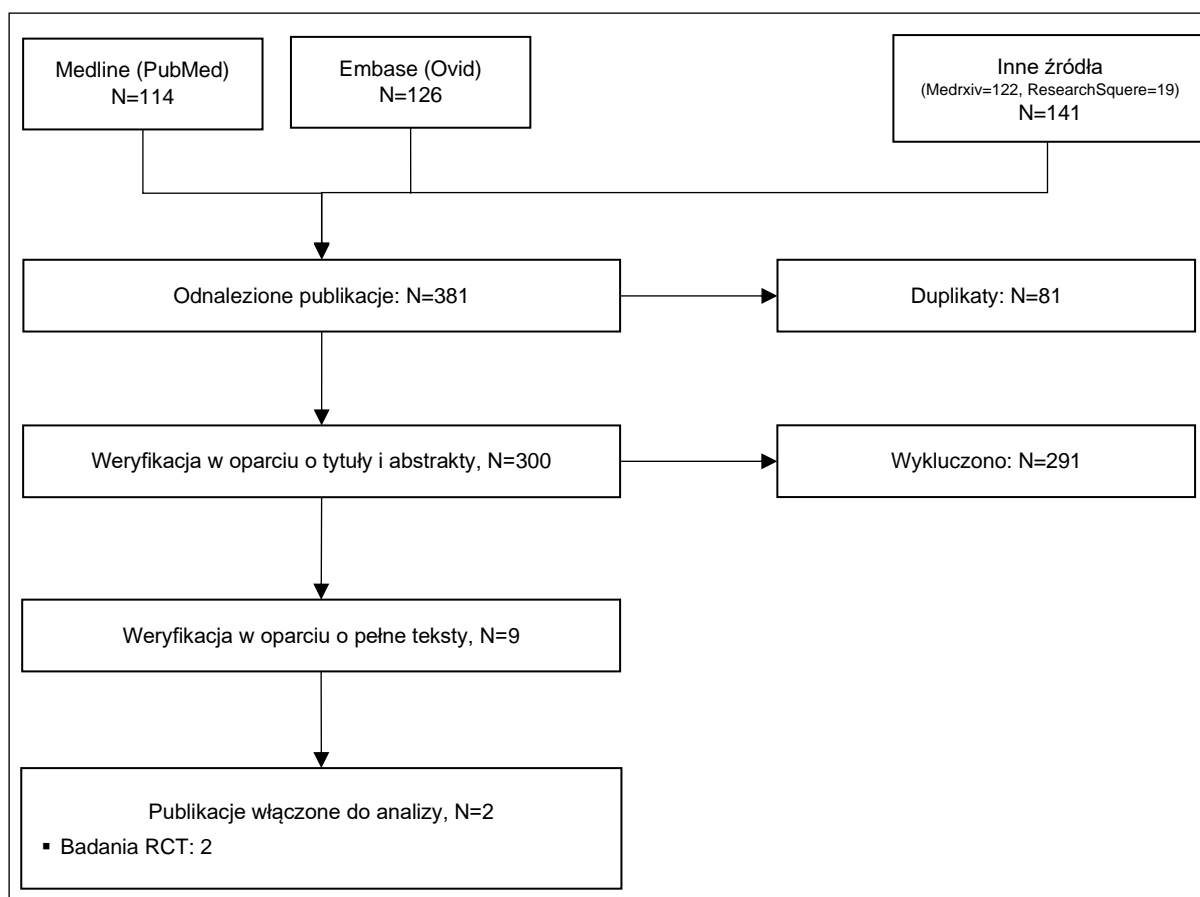 Medline (PubMed)
N=114
Embase (Ovid)
N=126
Inne źródła
(Medrxiv=122, ResearchSquere=19)
N=141
Odnalezione publikacje: N=381
Duplikaty: N=81
Weryfikacja w oparciu o tytuły i abstrakty, N=300
Wykluczono: N=291
Weryfikacja w oparciu o pełne teksty, N=9
Publikacje włączone do analizy, N=2
▪ Badania RCT: 2